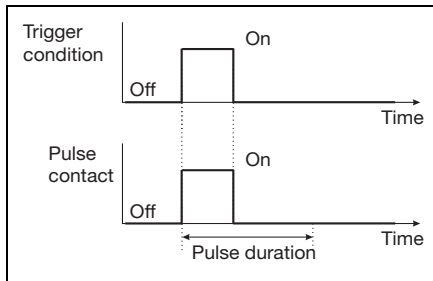 Trigger
condition
On
Off
Time
Pulse
contact
On
Off
Time
Pulse duration